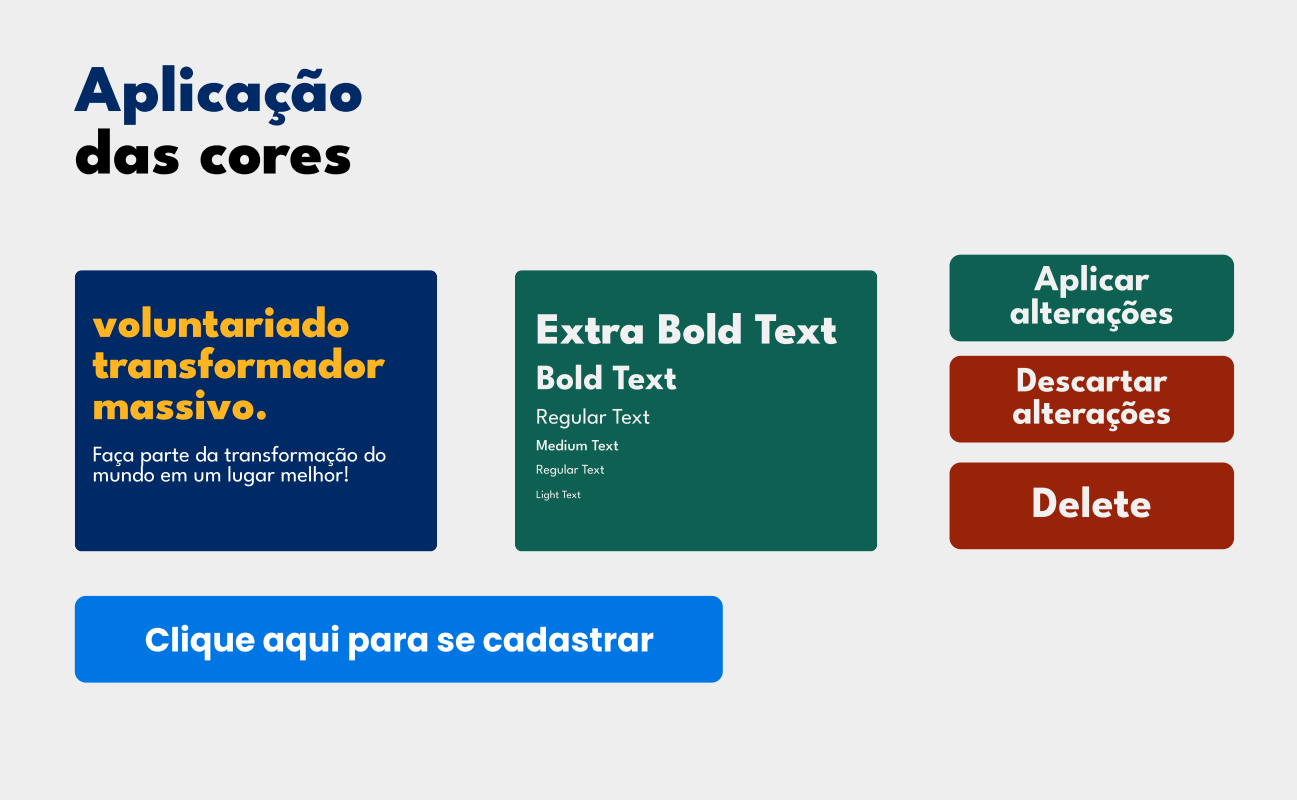 Aplicação
das cores
voluntariado
transformador
massivo.
Faça parte da transformação do
mundo em um lugar melhor!
Extra Bold Text
Bold Text
Regular Text
Medium Text
Regular Text
Light Text
Aplicar
alterações
Descartar
alterações
Delete
Clique aqui para se cadastrar